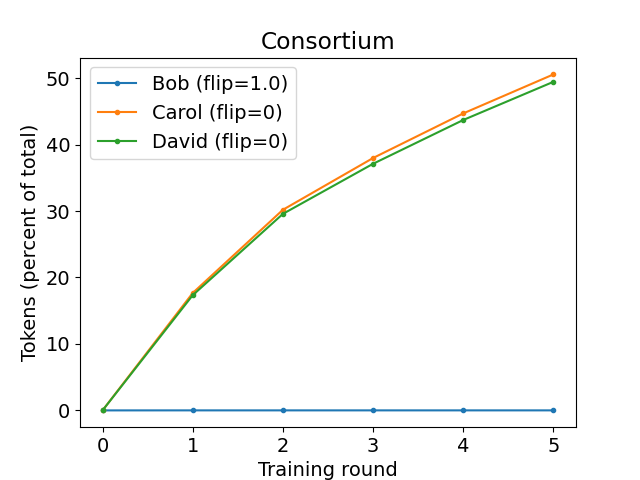 Consortium
Bob (flip=1.0)
Carol (flip=0)
David (flip=0)
Tokens (percent of total)
50
40
30
20
10
0
0 1 2 3 4 5
Training round